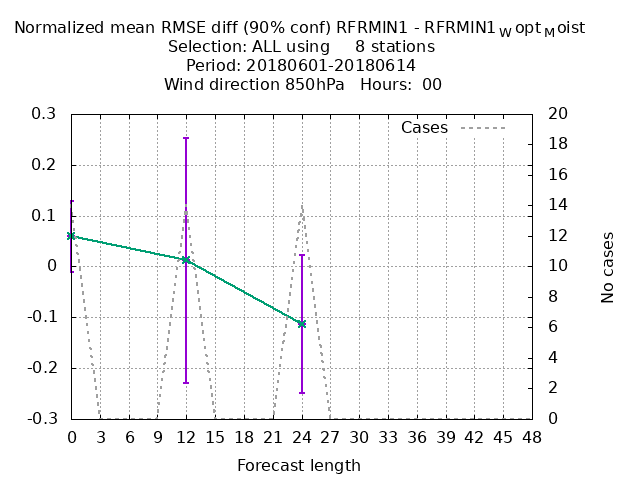 Normalized mean RMSE diff (90% conf) RFRMIN1 - RFRMIN1WoptMoist
Selection: ALL using 8 stations
Period: 20180601-20180614
Wind direction 850hPa Hours: 00
Cases
0.3
0.2
0.1
0
-0.1
-0.2
-0.3
20
18
16
14
12
10
8
6
4
2
0
No cases
0 3 6 9 12 15 18 21 24 27 30 33 36 39 42 45 48
Forecast length